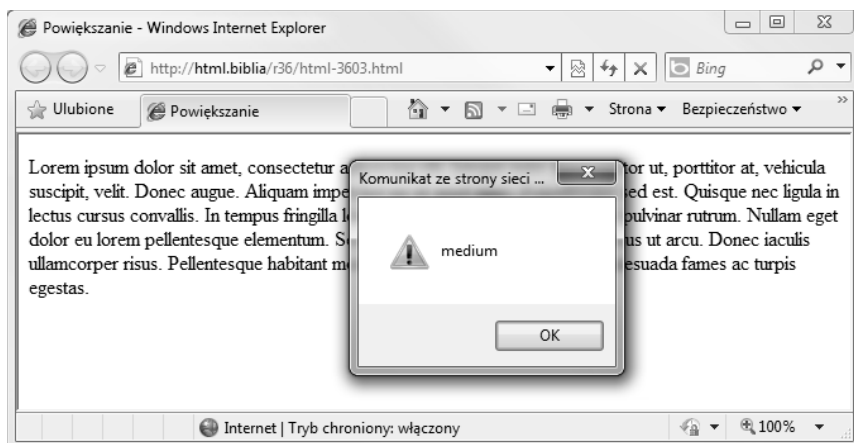 Powiększanie - Windows Internet Explorer
http://html.biblia/r36/html-3603.html
Bing
Ulubione
Powiększanie
Strona
Bezpieczeństwo
»
Lorem ipsum dolor sit amet, consectetur a tor ut, porttitor at, vehicula
suscipit, velit. Donec augue. Aliquam impe sed est. Quisque nec ligula in
lectus cursus convallis. In tempus fringilla l pulvinar rutrum. Nullam eget
dolor eu lorem pellentesque elementum. S us ut arcu. Donec iaculis
ullamcorper risus. Pellentesque habitant m esuada fames ac turpis
egestas.
Komunikat ze strony sieci ...
medium
OK
Internet | Tryb chroniony: włączony
100%